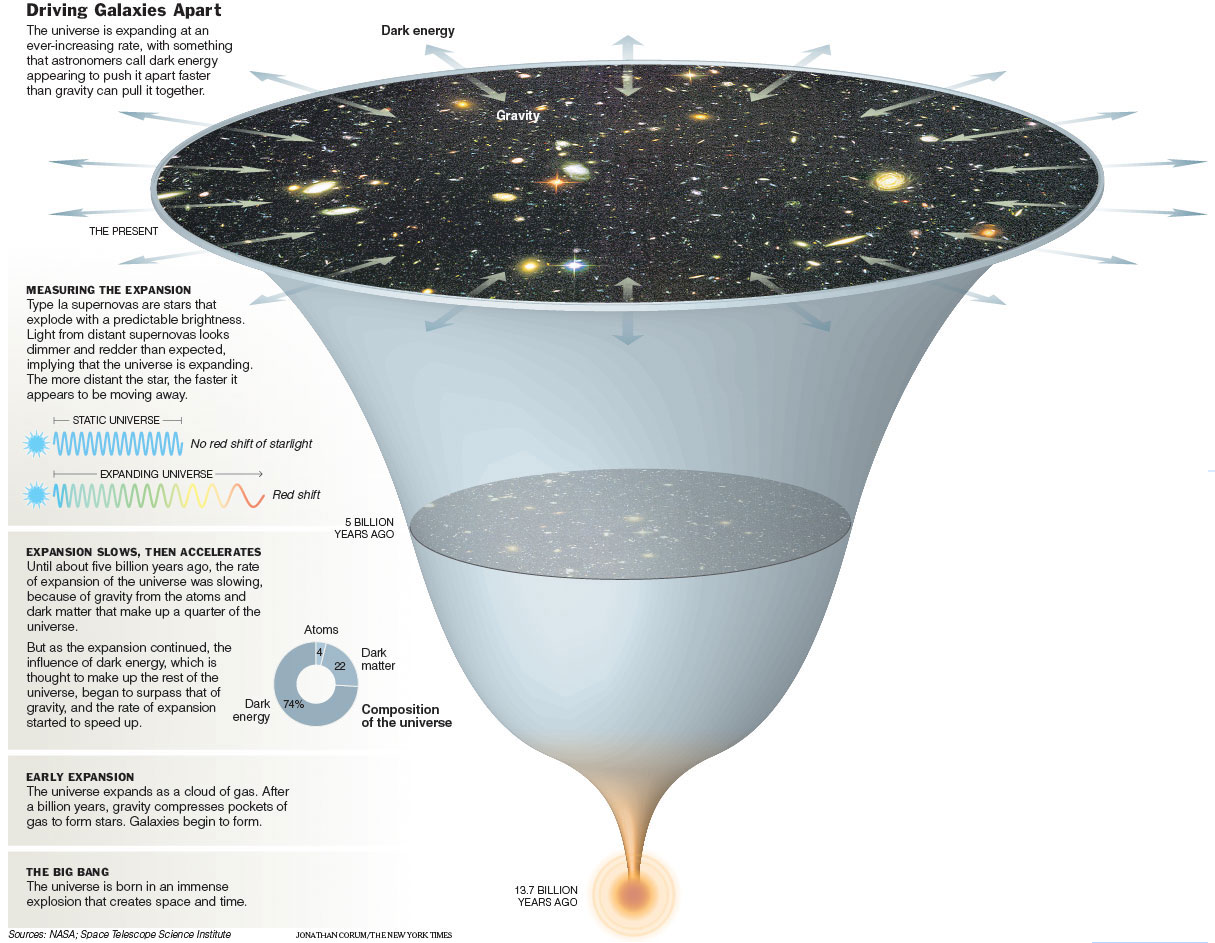 Driving Galaxies Apart
The universe is expanding at an
ever-increasing rate, with something
that astronomers call dark energy
appearing to push it apart faster
than gravity can pull it together.
Dark energy
Gravity
THE PRESENT
MEASURING THE EXPANSION
Type Ia supernovas are stars that
explode with a predictable brightness.
Light from distant supernovas looks
dimmer and redder than expected,
implying that the universe is expanding.
The more distant the star, the faster it
appears to be moving away.
STATIC UNIVERSE
No red shift of starlight
EXPANDING UNIVERSE
Red shift
5 BILLION
YEARS AGO
EXPANSION SLOWS, THEN ACCELERATES
Until about five billion years ago, the rate
of expansion of the universe was slowing,
because of gravity from the atoms and
dark matter that make up a quarter of the
universe.
But as the expansion continued, the
influence of dark energy, which is
thought to make up the rest of the
universe, began to surpass that of
gravity, and the rate of expansion
started to speed up.
Atoms
4
Dark
matter
22
Dark
energy
74%
Composition
of the universe
EARLY EXPANSION
The universe expands as a cloud of gas. After
a billion years, gravity compresses pockets of
gas to form stars. Galaxies begin to form.
THE BIG BANG
The universe is born in an immense
explosion that creates space and time.
13.7 BILLION
YEARS AGO
Sources: NASA; Space Telescope Science Institute
JONATHAN CORUM/THE NEW YORK TIMES